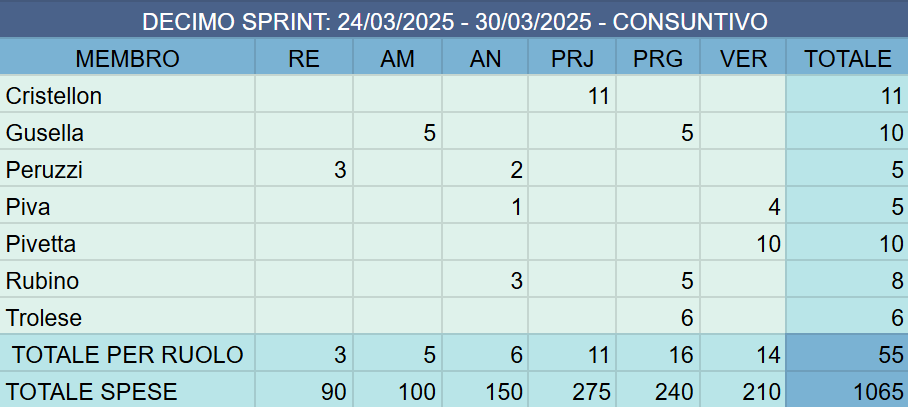 DECIMO SPRINT: 24/03/2025 - 30/03/2025 - CONSUNTIVO
MEMBRO RE AM AN PRJ PRG VER TOTALE
Cristellon 11 11
Gusella 5 5 10
Peruzzi 3 2 5
Piva 1 4 5
Pivetta 10 10
Rubino 3 5 8
Trolese 6 6
TOTALE PER RUOLO 3 5 6 11 16 14 55
TOTALE SPESE 90 100 150 275 240 210 1065